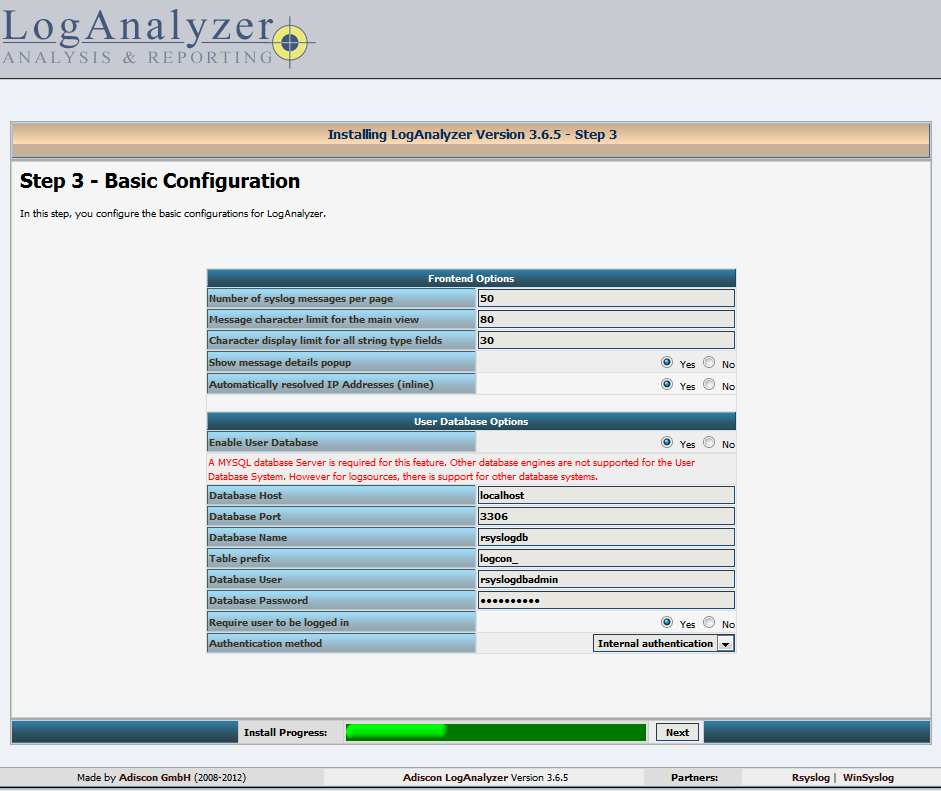 LogAnalyzer
ANALYSIS & REPORTING
Installing LogAnalyzer Version 3.6.5 - Step 3
Step 3 - Basic Configuration
In this step, you configure the basic configurations for LogAnalyzer.
Frontend Options
Number of syslog messages per page 50
Message character limit for the main view 80
Character display limit for all string type fields 30
Show message details popup Yes No
Automatically resolved IP Addresses (inline) Yes No
User Database Options
Enable User Database Yes No
A MYSQL database Server is required for this feature. Other database engines are not supported for the User
Database System. However for logsources, there is support for other database systems.
Database Host localhost
Database Port 3306
Database Name rsyslogdb
Table prefix logcon_
Database User rsyslogdbadmin
Database Password ••••••••••
Require user to be logged in Yes No
Authentication method Internal authentication
Install Progress: Next
Made by Adiscon GmbH (2008-2012) Adiscon LogAnalyzer Version 3.6.5 Partners: Rsyslog | WinSyslog